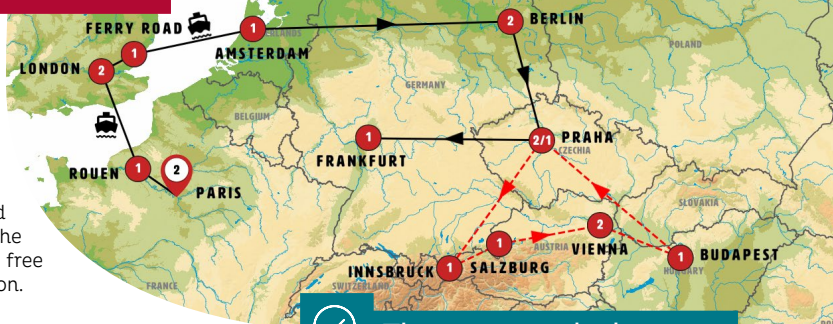 FERRY ROAD
1
ERLANDS
1
AMSTERDAM
2
BERLIN
POLAND
LONDON
2
1
GERMANY
BELGIUM
1
FRANKFURT
2/1
PRAHA
CZECHIA
ROUEN
1
2
PARIS
SLOVAKIA
1
2
AUSTRIA
VIENNA
INNSBRUCK
1
SALZBURG
1
BUDAPEST
HUNGARY
FRANCE
SWITZERLAND
d
he
free
on.